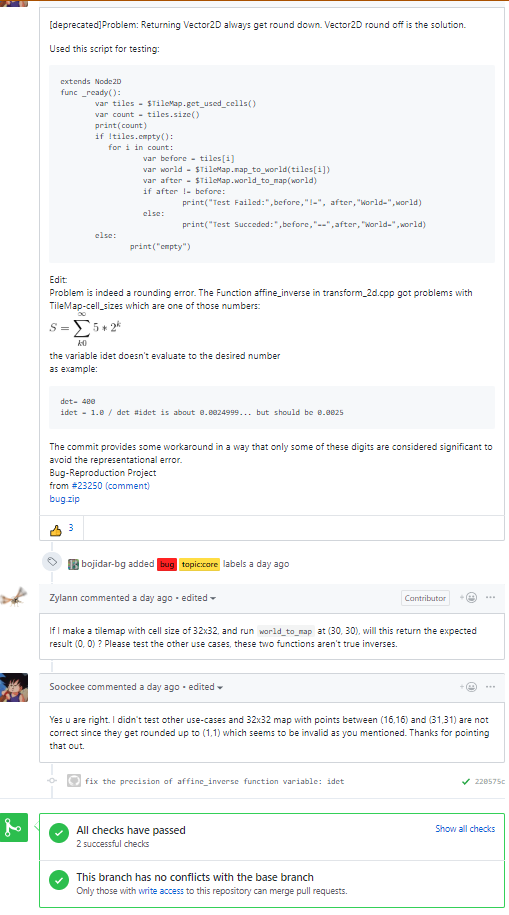 [deprecated]Problem: Returning Vector2D always get round down. Vector2D round off is the solution.
Used this script for testing:
extends Node2D
func _ready():
var tiles = $TileMap.get_used_cells()
var count = tiles.size()
print(count)
if !tiles.empty():
for i in count:
var before = tiles[i]
var world = $TileMap.map_to_world(tiles[i])
var after = $TileMap.world_to_map(world)
if after != before:
print("Test Failed:",before,"!=", after,"World=",world)
else:
print("Test Succeded:",before,"==",after,"World=",world)
else:
print("empty")
Edit:
Problem is indeed a rounding error. The Function affine_inverse in transform_2d.cpp got problems with
TileMap-cell_sizes which are one of those numbers:
∞
S = ∑ 5 * 2^k
k0
the variable idet doesn't evaluate to the desired number
as example:
det= 400
idet = 1.0 / det #idet is about 0.0024999... but should be 0.0025
The commit provides some workaround in a way that only some of these digits are considered significant to
avoid the representational error.
Bug-Reproduction Project
from #23250 (comment)
bug.zip
👍 3
bojidar-bg added bug topic:core labels a day ago
Zylann commented a day ago • edited
Contributor
If I make a tilemap with cell size of 32x32, and run world_to_map at (30, 30), will this return the expected
result (0, 0) ? Please test the other use cases, these two functions aren't true inverses.
Soockee commented a day ago • edited
Yes u are right. I didn't test other use-cases and 32x32 map with points between (16,16) and (31,31) are not
correct since they get rounded up to (1,1) which seems to be invalid as you mentioned. Thanks for pointing
that out.
fix the precision of affine_inverse function variable: idet
220575c
All checks have passed
Show all checks
2 successful checks
This branch has no conflicts with the base branch
Only those with write access to this repository can merge pull requests.